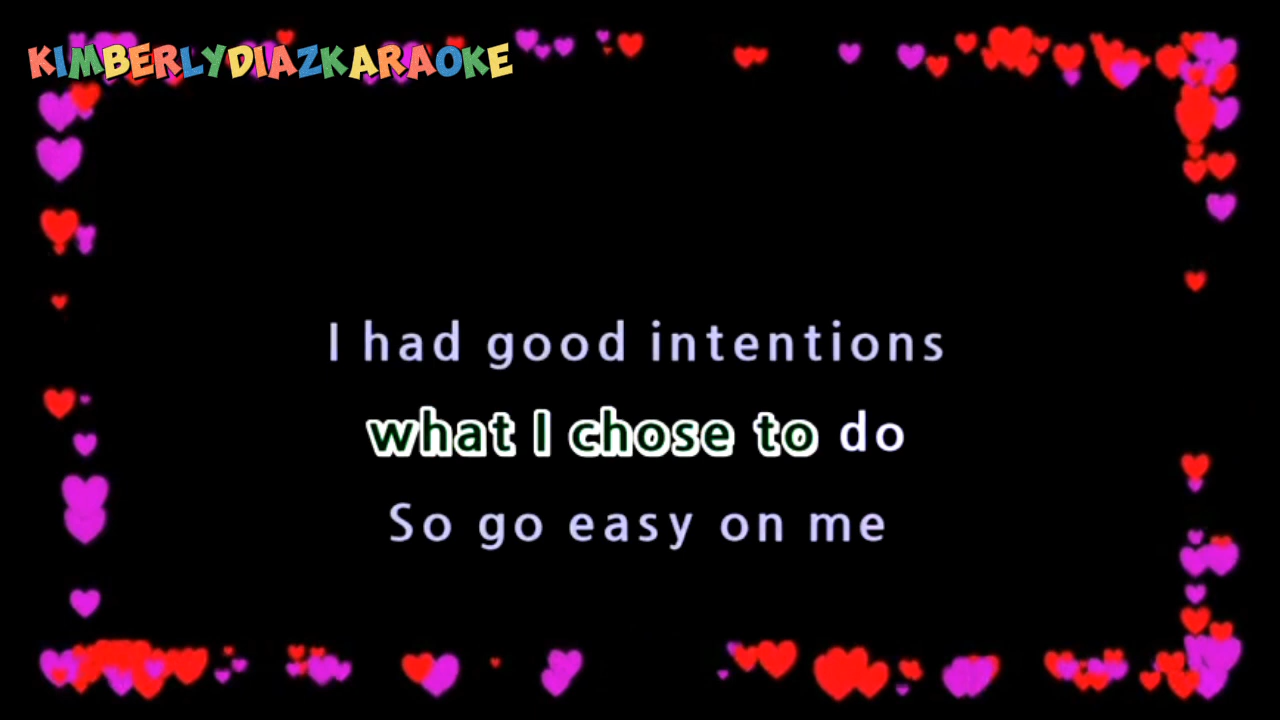 KIMBERLYDIAZKARAOKE
I had good intentions
what I chose to do
So go easy on me